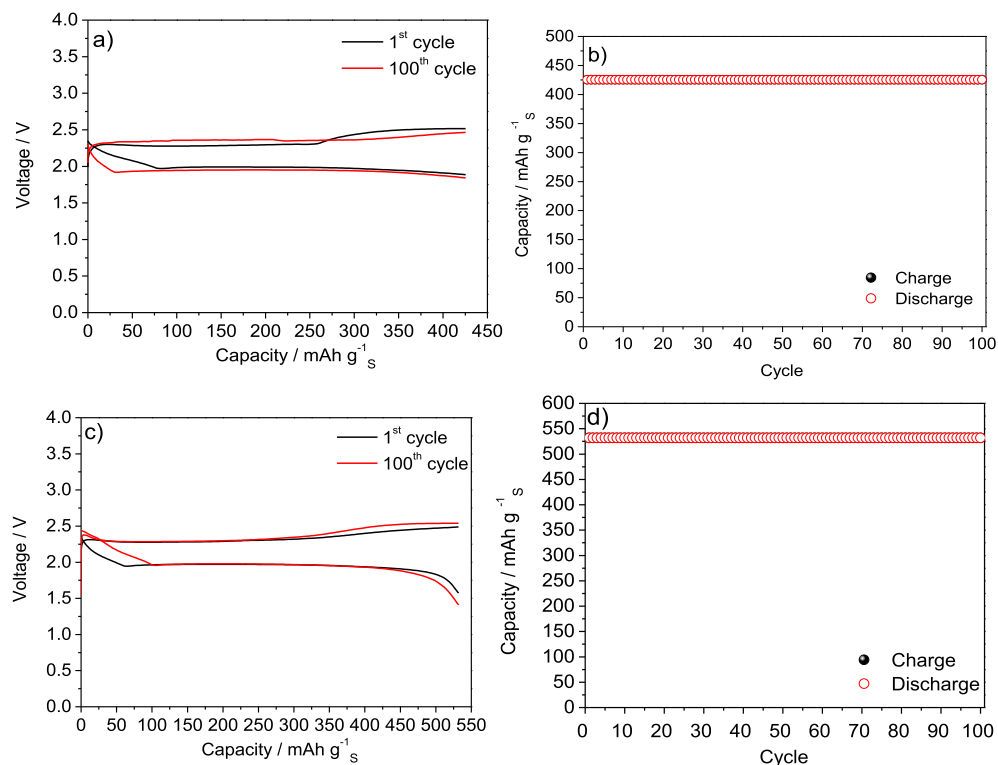 a)
1st cycle
100th cycle
4.0
3.5
3.0
2.5
2.0
1.5
1.0
0.5
0.0
Voltage / V
0 50 100 150 200 250 300 350 400 450
Capacity / mAh g-1S
b)
500
450
400
350
300
250
200
150
100
50
0
Capacity / mAh g-1S
Charge
Discharge
0 10 20 30 40 50 60 70 80 90 100
Cycle
c)
1st cycle
100th cycle
4.0
3.5
3.0
2.5
2.0
1.5
1.0
0.5
0.0
Voltage / V
0 50 100 150 200 250 300 350 400 450 500 550
Capacity / mAh g-1S
d)
600
550
500
450
400
350
300
250
200
150
100
50
0
Capacity / mAh g-1S
Charge
Discharge
0 10 20 30 40 50 60 70 80 90 100
Cycle